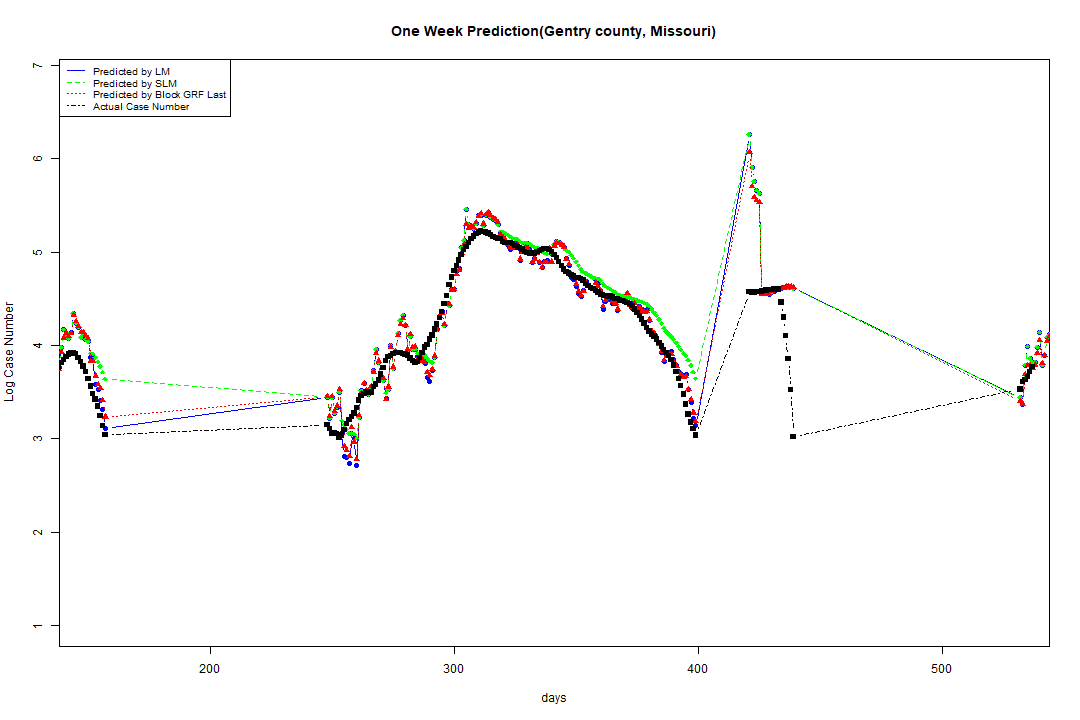 One Week Prediction(Gentry county, Missouri)
Predicted by LM
Predicted by SLM
Predicted by Block GRF Last
Actual Case Number
7
6
5
4
3
2
1
Log Case Number
200 300 400 500
days